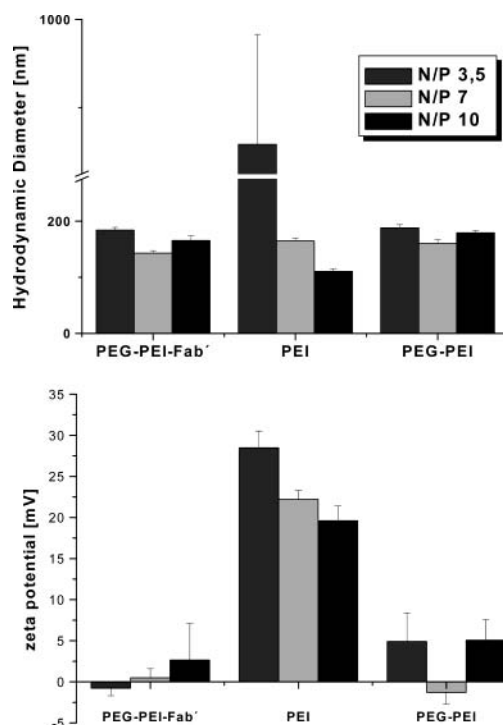 1000
N/P 3,5
N/P 7
N/P 10
Hydrodynamic Diameter [nm]
200
0
PEG-PEI-Fab´
PEI
PEG-PEI
35
30
25
20
15
10
5
0
-5
zeta potential [mV]
PEG-PEI-Fab´
PEI
PEG-PEI